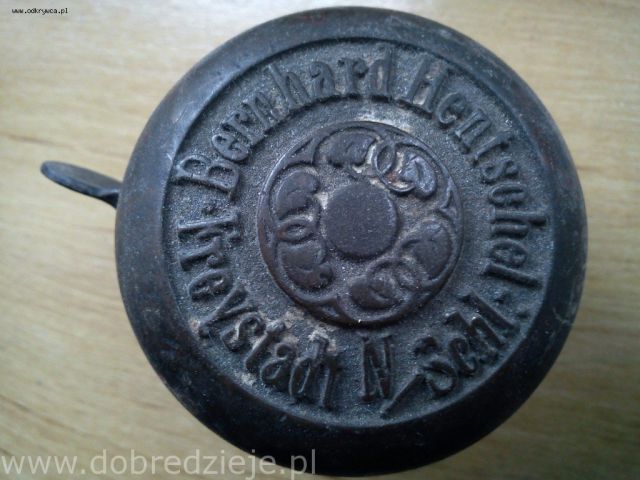 www.odkrywca.pl
Bernhard Hentschel.
Freystadt N/Schl.
www.dobredzieje.pl